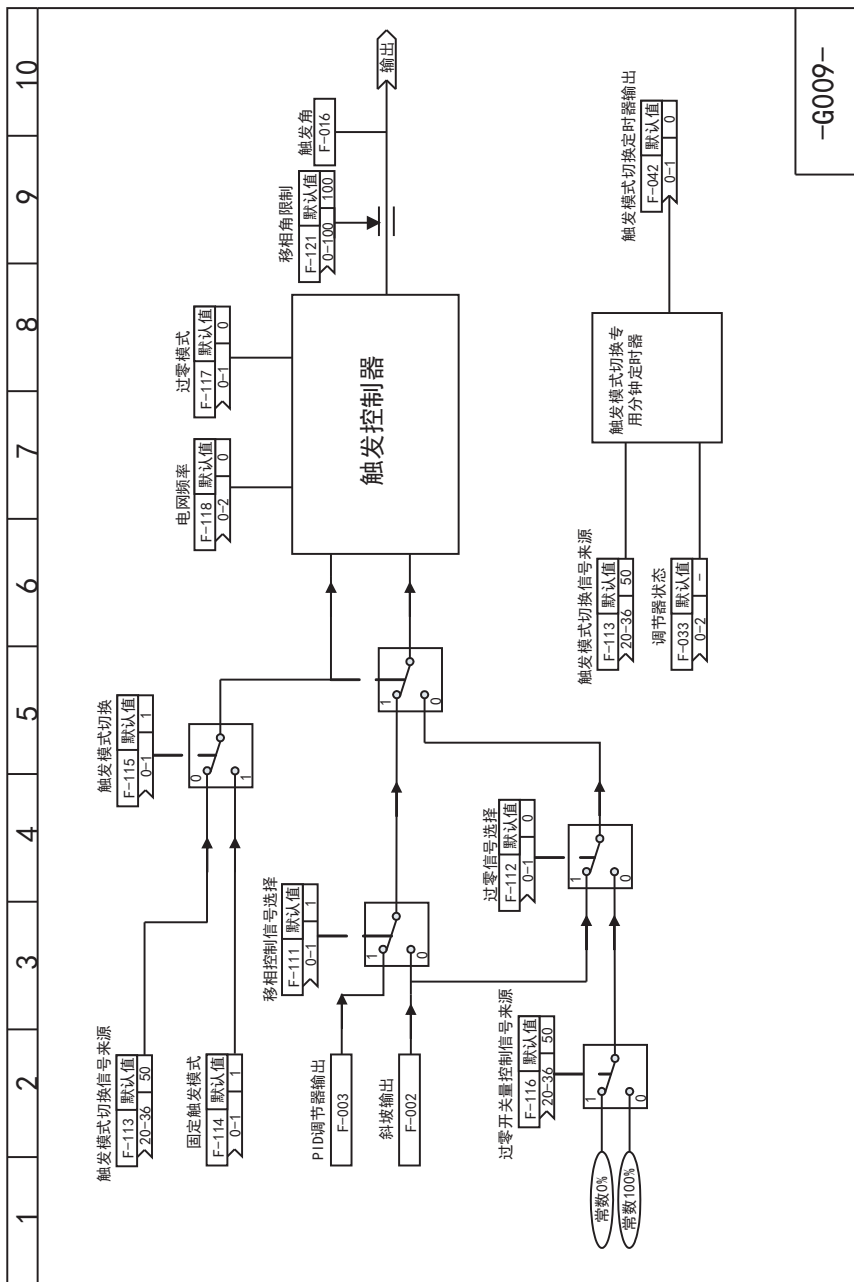 1 2 3 4 5 6 7 8 9 10
触发模式切换信号来源
F-113 默认值
20-36 50
固定触发模式
F-114 默认值
0-1 1
触发模式切换
F-115 默认值
0-1 1
0
1
PID调节器输出
F-003
斜坡输出
F-002
移相控制信号选择
F-111 默认值
0-1 1
1
0
1
0
过零开关量控制信号来源
F-116 默认值
20-36 50
常数0%
常数100%
1
0
过零信号选择
F-112 默认值
0-1 0
1
0
电网频率
F-118 默认值
0-2 0
过零模式
F-117 默认值
0-1 0
触发控制器
移相角限制
F-121 默认值
0-100 100
触发角
F-016
输出
触发模式切换信号来源
F-113 默认值
20-36 50
调节器状态
F-033 默认值
0-2 -
触发模式切换专
用分钟定时器
触发模式切换定时器输出
F-042 默认值
0-1 0
-G009-